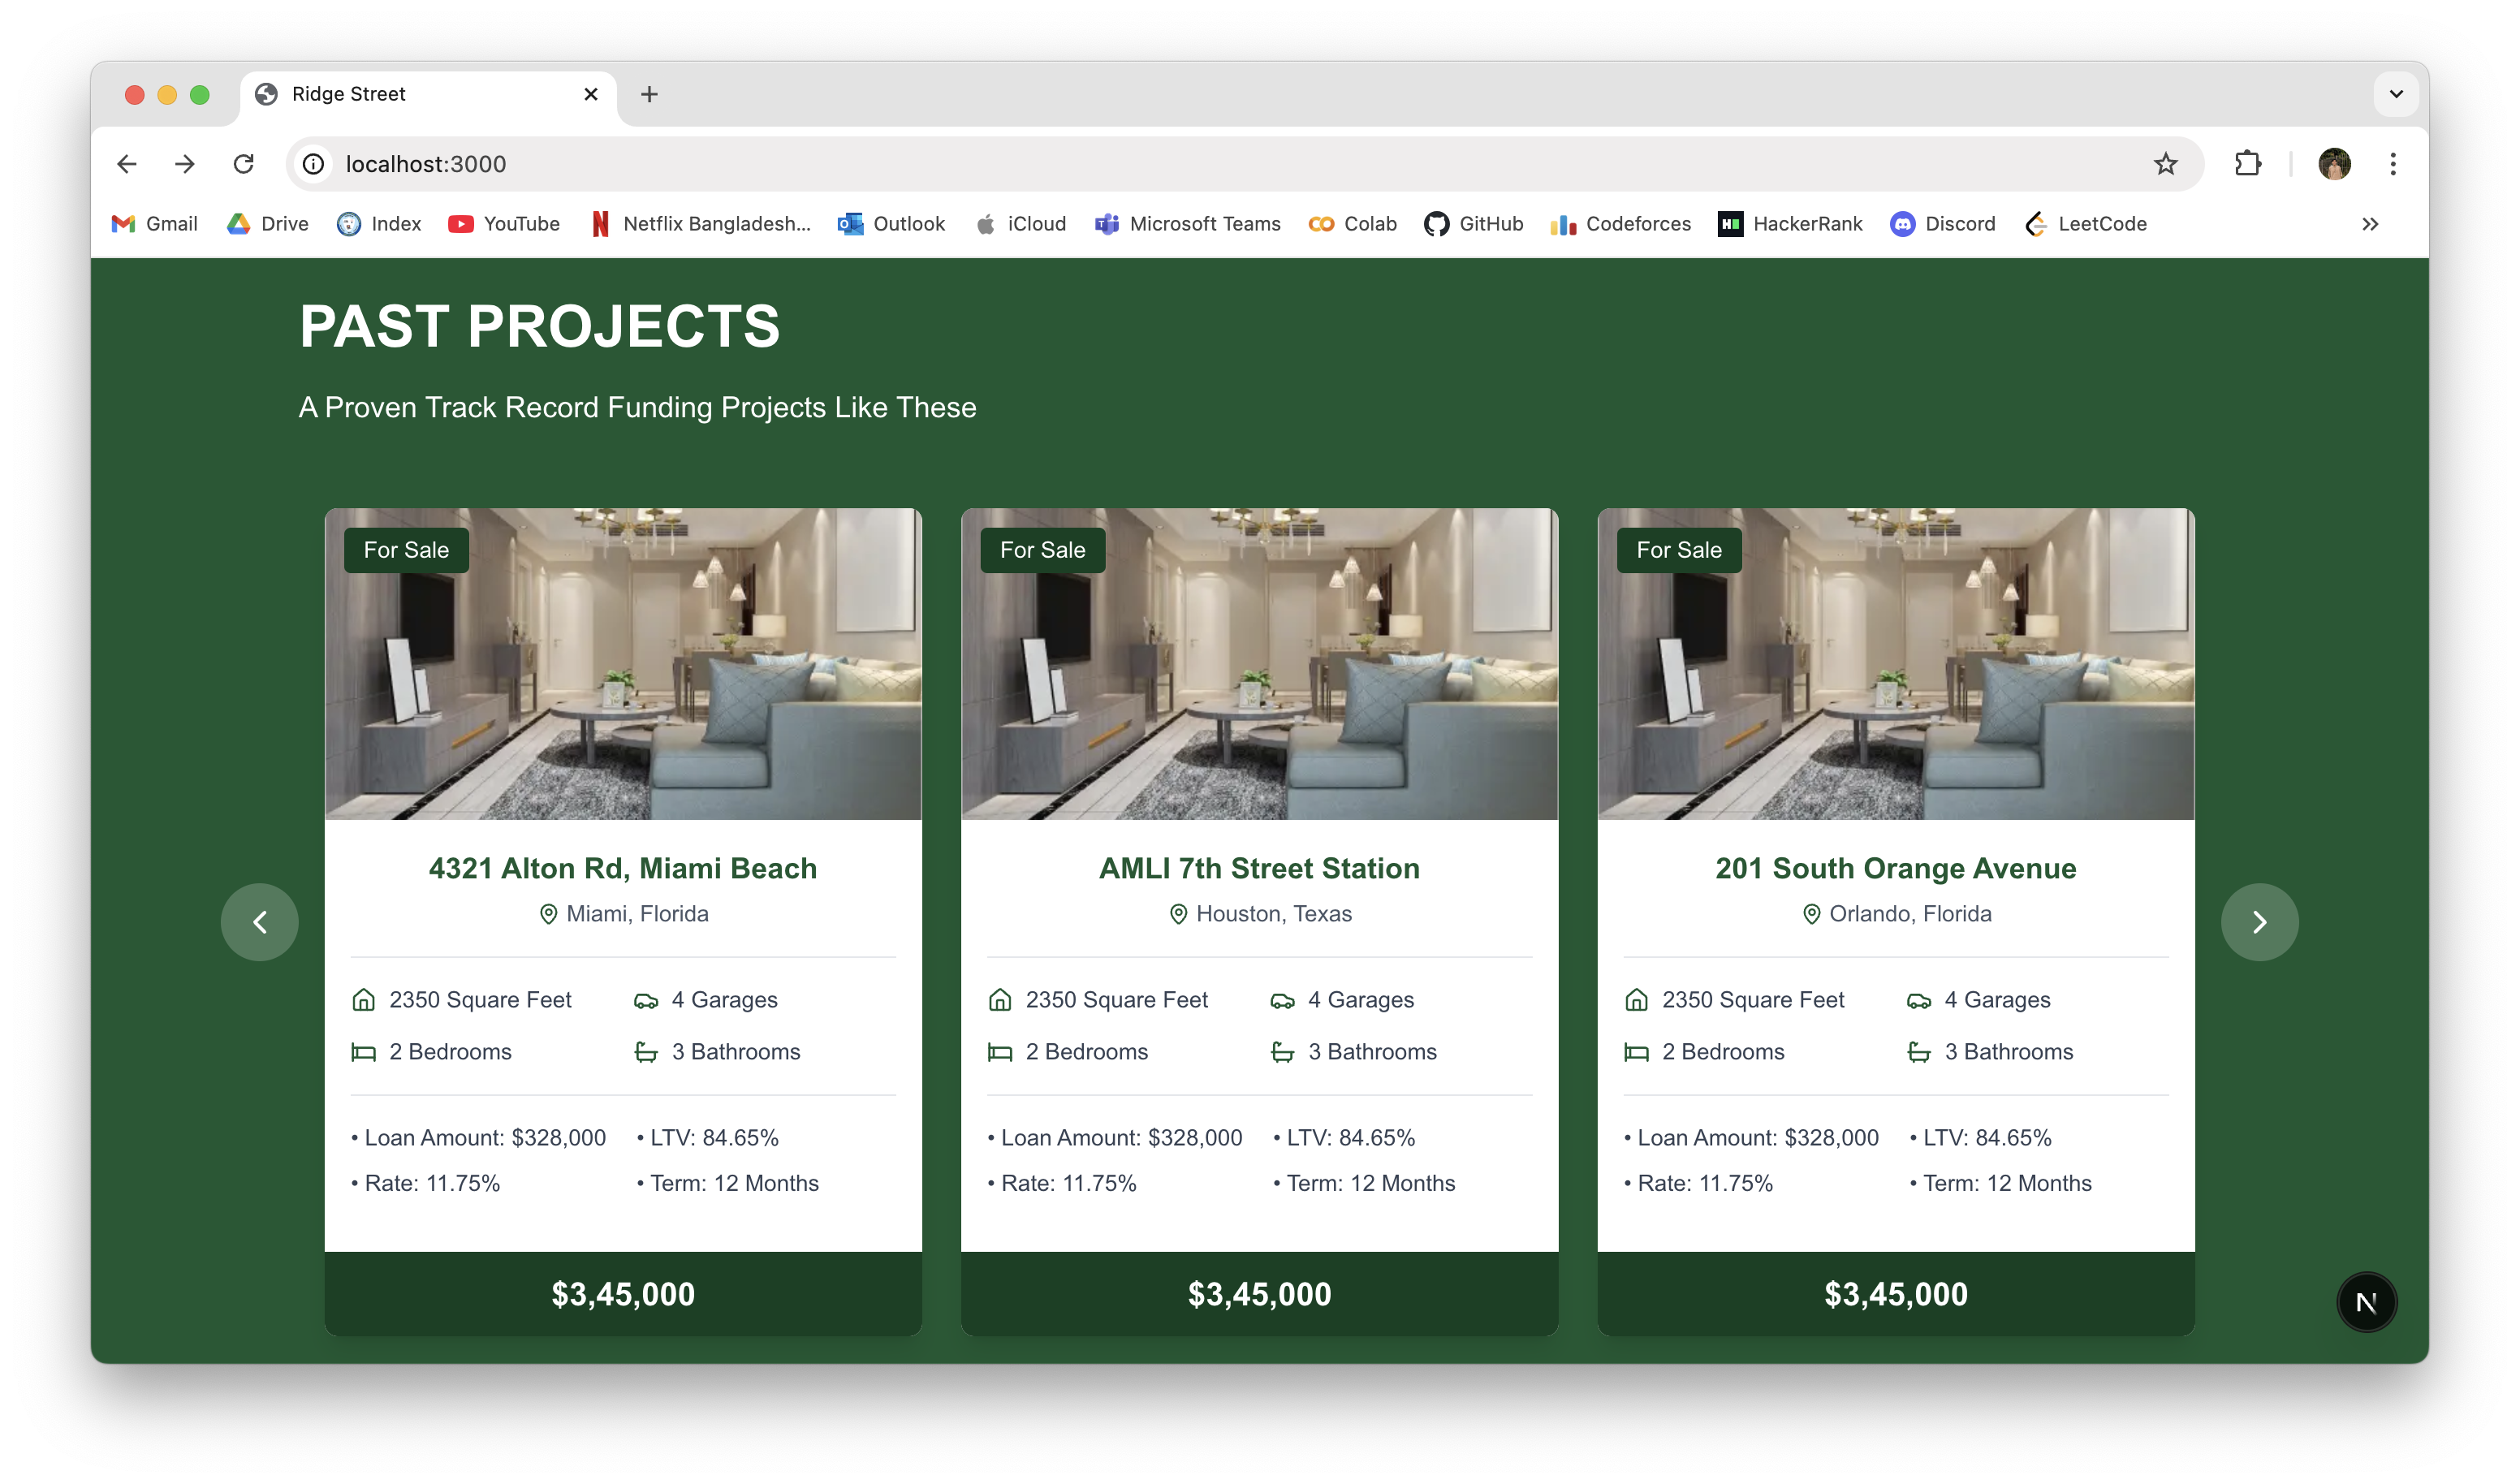 Ridge Street
localhost:3000
Gmail Drive Index YouTube Netflix Bangladesh... Outlook iCloud Microsoft Teams Colab GitHub Codeforces HackerRank Discord LeetCode
PAST PROJECTS
A Proven Track Record Funding Projects Like These
For Sale
4321 Alton Rd, Miami Beach
Miami, Florida
2350 Square Feet 4 Garages
2 Bedrooms 3 Bathrooms
• Loan Amount: $328,000 • LTV: 84.65%
• Rate: 11.75% • Term: 12 Months
$3,45,000
For Sale
AMLI 7th Street Station
Houston, Texas
2350 Square Feet 4 Garages
2 Bedrooms 3 Bathrooms
• Loan Amount: $328,000 • LTV: 84.65%
• Rate: 11.75% • Term: 12 Months
$3,45,000
For Sale
201 South Orange Avenue
Orlando, Florida
2350 Square Feet 4 Garages
2 Bedrooms 3 Bathrooms
• Loan Amount: $328,000 • LTV: 84.65%
• Rate: 11.75% • Term: 12 Months
$3,45,000
N